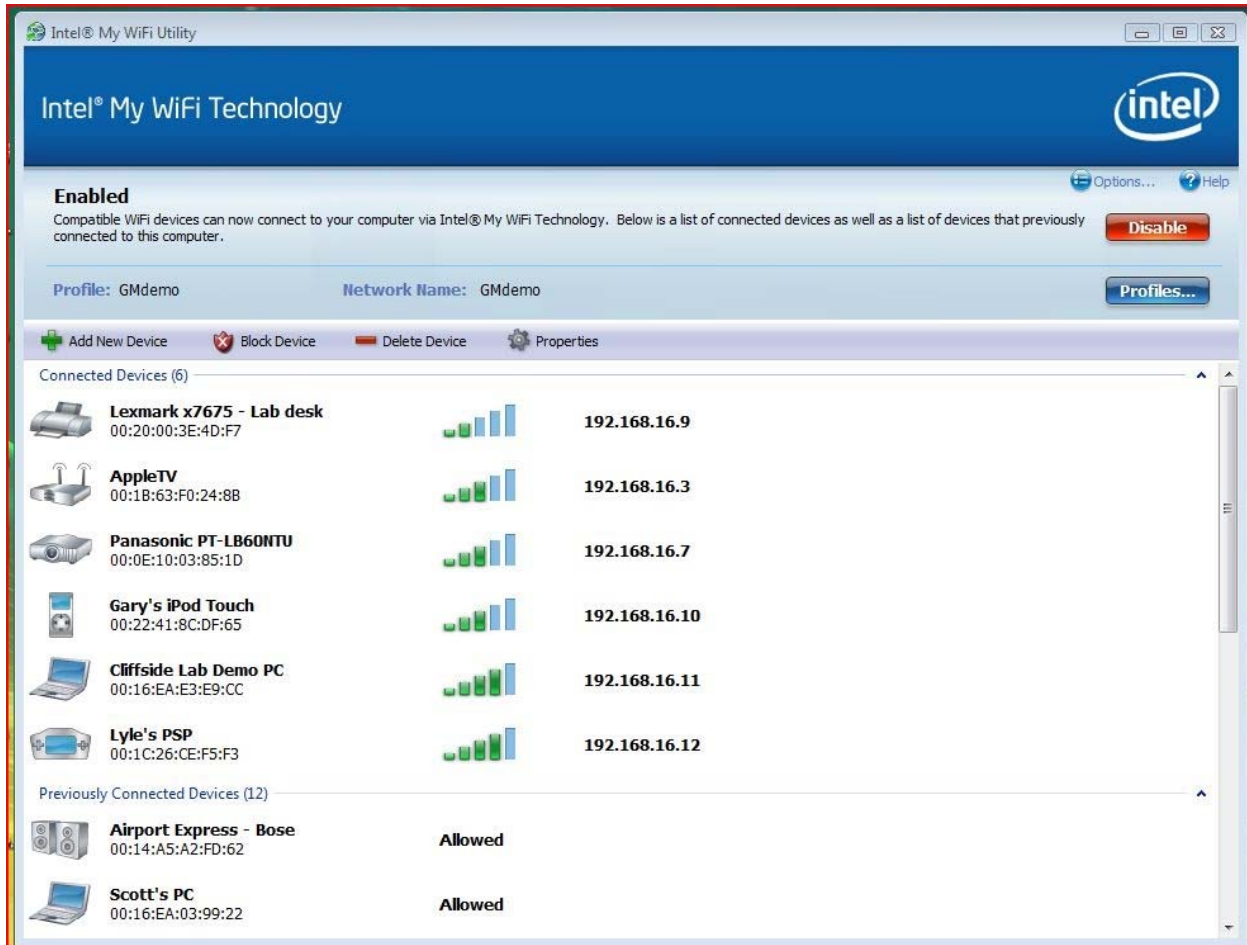 Intel® My WiFi Utility
Intel® My WiFi Technology
intel
Options... Help
Enabled
Compatible WiFi devices can now connect to your computer via Intel® My WiFi Technology. Below is a list of connected devices as well as a list of devices that previously
connected to this computer.
Disable
Profile: GMdemo Network Name: GMdemo
Profiles...
Add New Device Block Device Delete Device Properties
Connected Devices (6)
Lexmark x7675 - Lab desk
00:20:00:3E:4D:F7
192.168.16.9
AppleTV
00:1B:63:F0:24:8B
192.168.16.3
Panasonic PT-LB60NTU
00:0E:10:03:85:1D
192.168.16.7
Gary's iPod Touch
00:22:41:8C:DF:65
192.168.16.10
Cliffside Lab Demo PC
00:16:EA:E3:E9:CC
192.168.16.11
Lyle's PSP
00:1C:26:CE:F5:F3
192.168.16.12
Previously Connected Devices (12)
Airport Express - Bose
00:14:A5:A2:FD:62
Allowed
Scott's PC
00:16:EA:03:99:22
Allowed